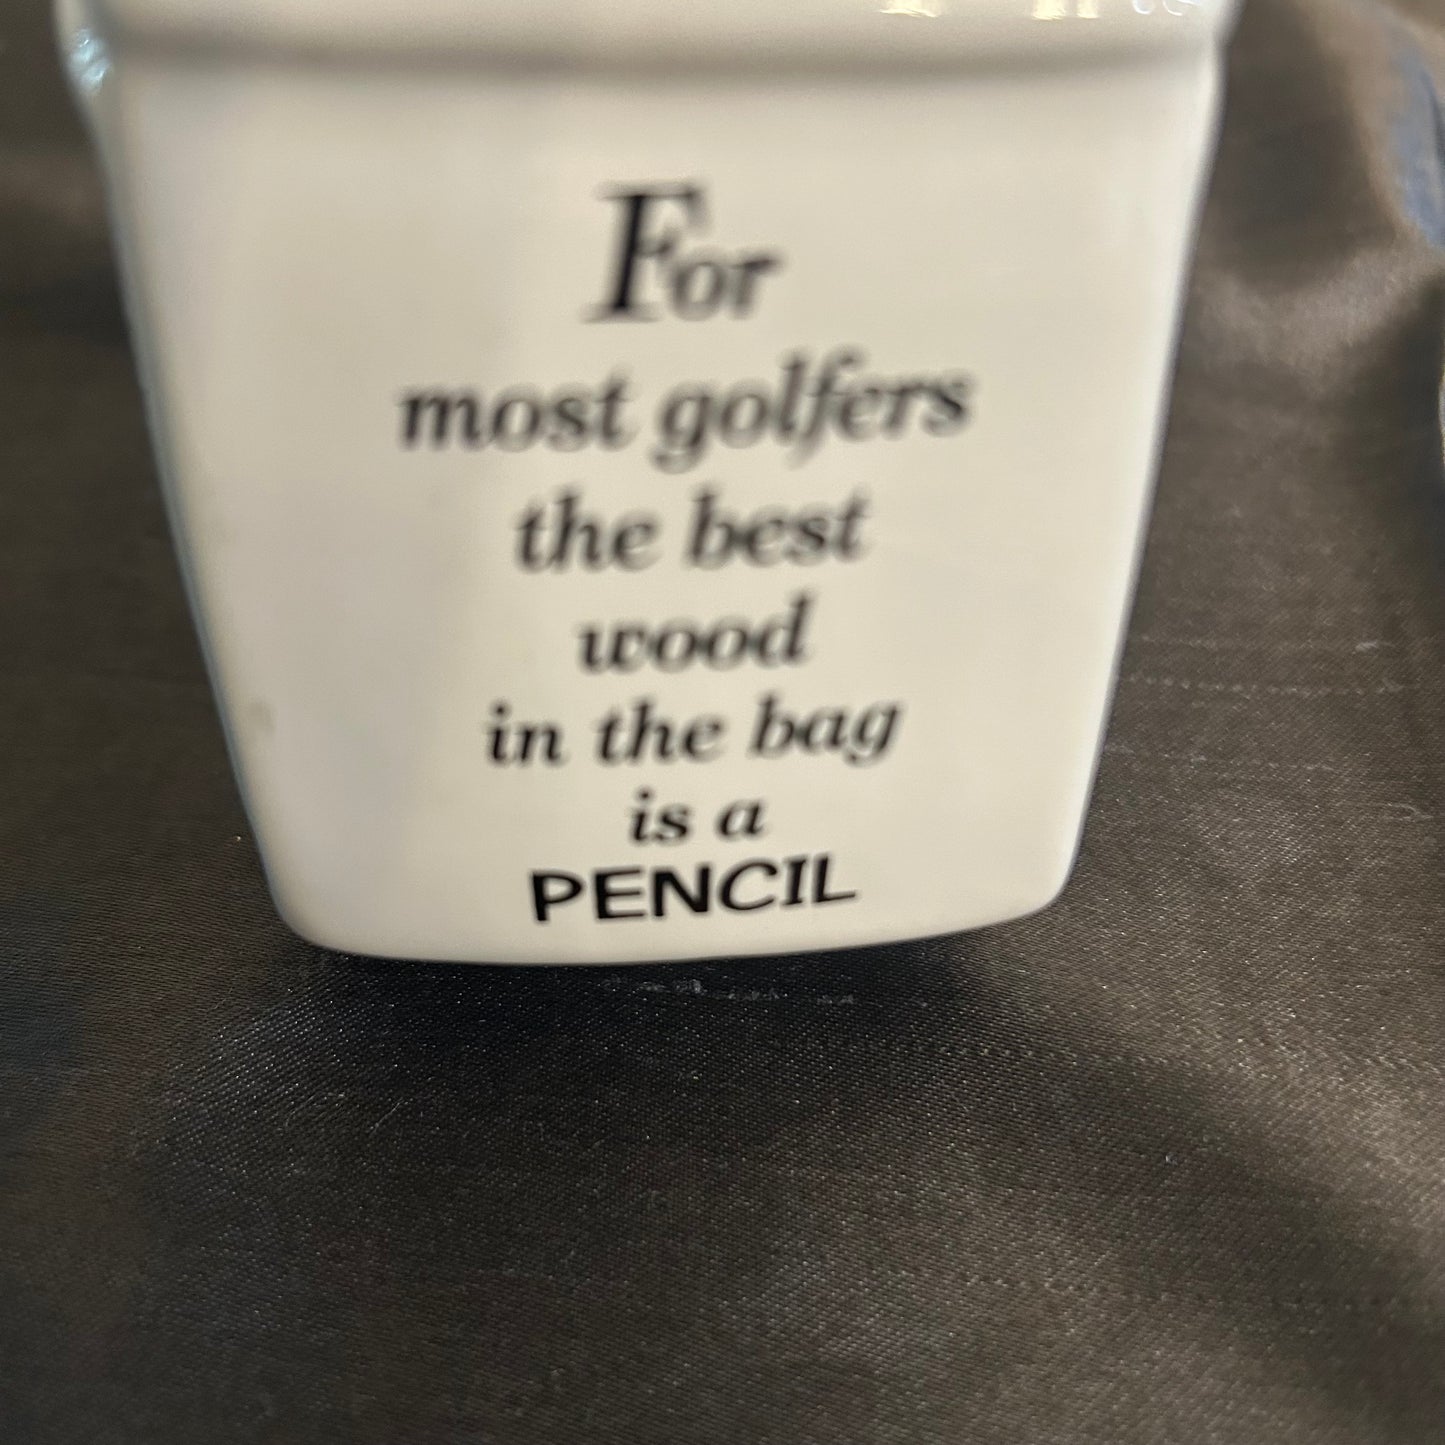 For
most golfers
the best
wood
in the bag
is a
PENCIL